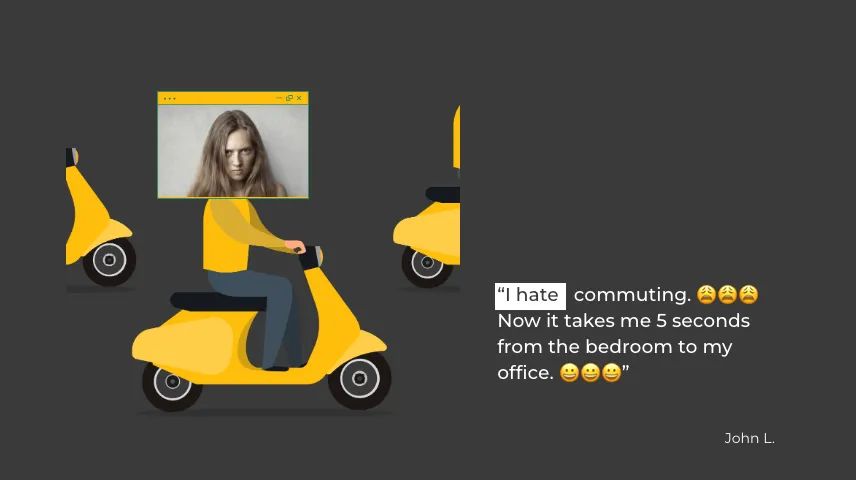 “I hate commuting. 😩😩😩
Now it takes me 5 seconds
from the bedroom to my
office. 😀😀😀”
John L.